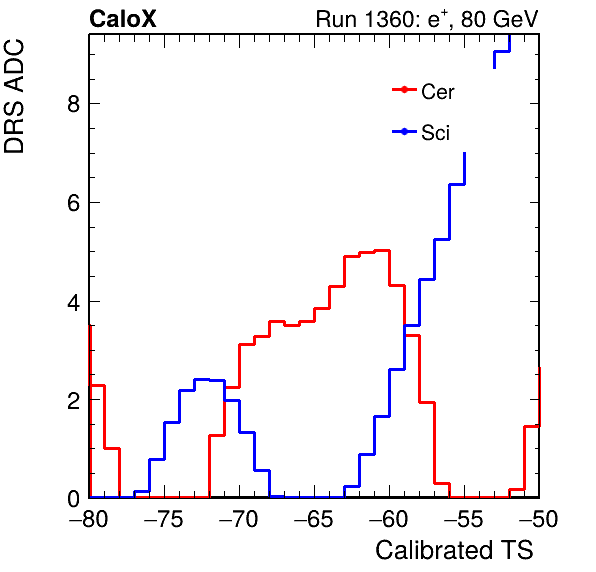 CaloX Run 1360: e⁺, 80 GeV
DRS ADC
Cer
Sci
8
6
4
2
0
−80 −75 −70 −65 −60 −55 −50
Calibrated TS